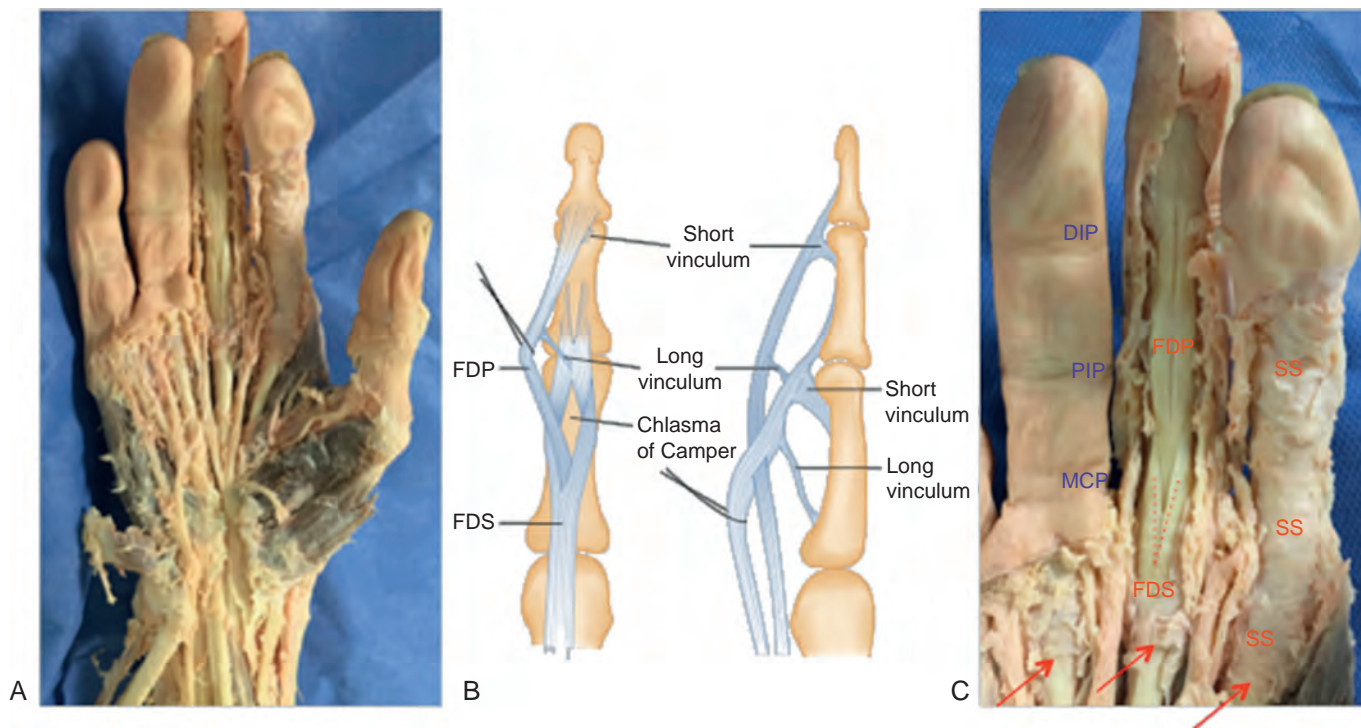 A
Short
vinculum
FDP
Long
vinculum
Short
vinculum
Chlasma
of Camper
Long
vinculum
FDS
B
DIP
FDP
PIP
SS
MCP
SS
FDS
SS
C